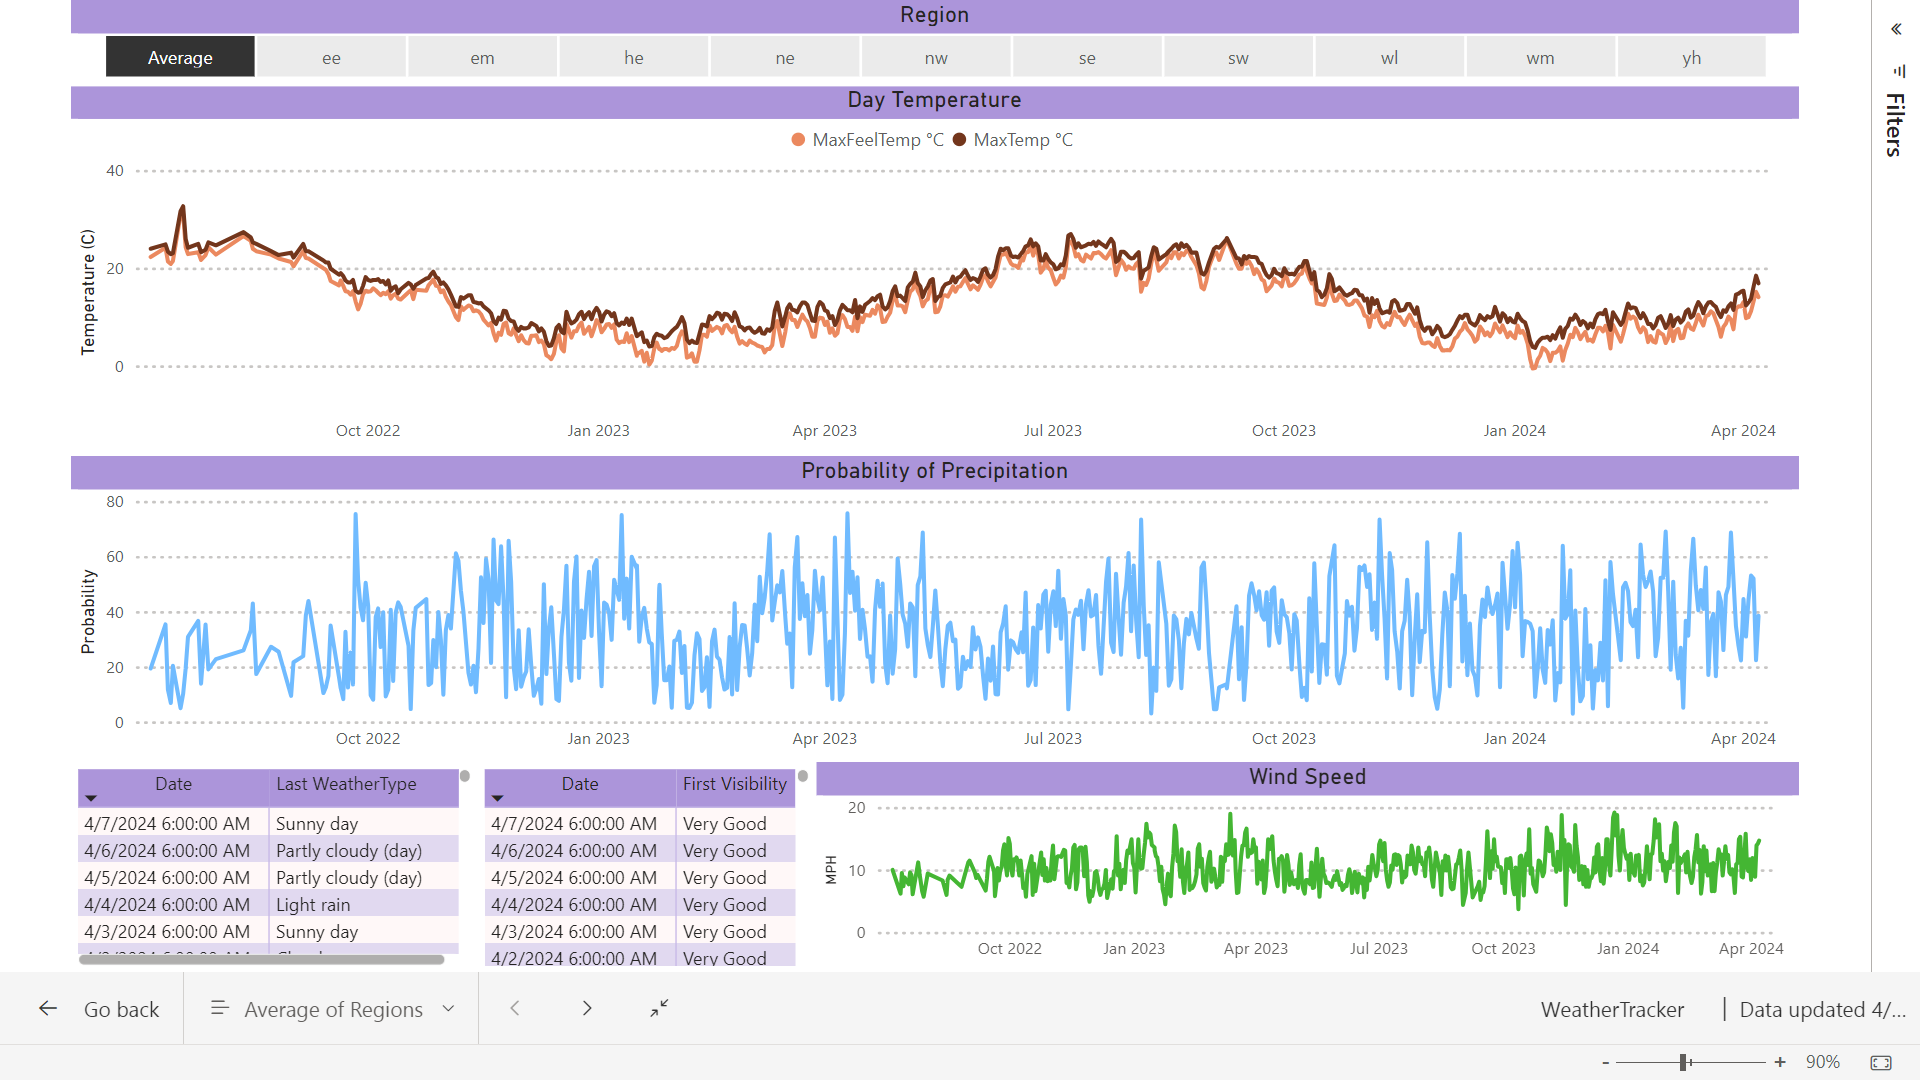 Region
Average ee em he ne nw se sw wl wm yh
Day Temperature
MaxFeelTemp °C MaxTemp °C
Temperature (C)
40
20
0
Oct 2022 Jan 2023 Apr 2023 Jul 2023 Oct 2023 Jan 2024 Apr 2024
Probability of Precipitation
Probability
80
60
40
20
0
Oct 2022 Jan 2023 Apr 2023 Jul 2023 Oct 2023 Jan 2024 Apr 2024
Date Last WeatherType
4/7/2024 6:00:00 AM Sunny day
4/6/2024 6:00:00 AM Partly cloudy (day)
4/5/2024 6:00:00 AM Partly cloudy (day)
4/4/2024 6:00:00 AM Light rain
4/3/2024 6:00:00 AM Sunny day
Date First Visibility
4/7/2024 6:00:00 AM Very Good
4/6/2024 6:00:00 AM Very Good
4/5/2024 6:00:00 AM Very Good
4/4/2024 6:00:00 AM Very Good
4/3/2024 6:00:00 AM Very Good
4/2/2024 6:00:00 AM Very Good
Wind Speed
MPH
20
10
0
Oct 2022 Jan 2023 Apr 2023 Jul 2023 Oct 2023 Jan 2024 Apr 2024
Filters
Go back
Average of Regions
WeatherTracker | Data updated 4/...
- + 90%